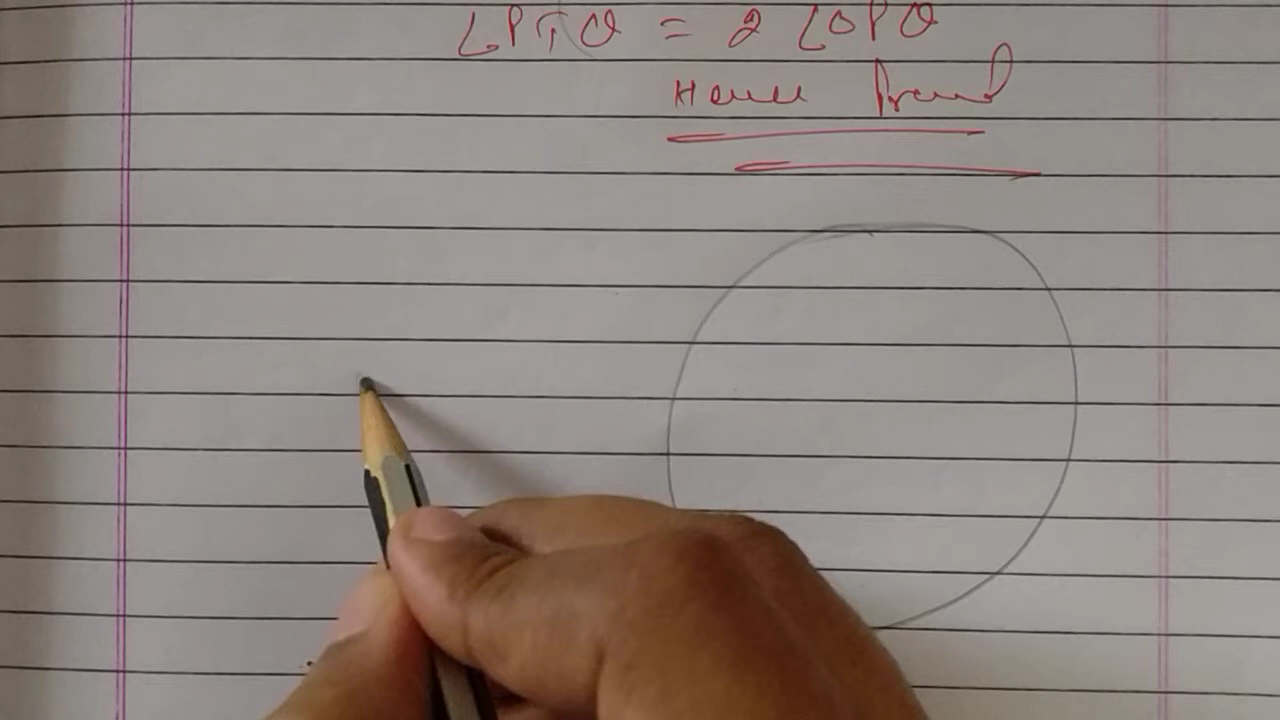 ∠PTQ = 2 ∠OPQ
Hence Proved